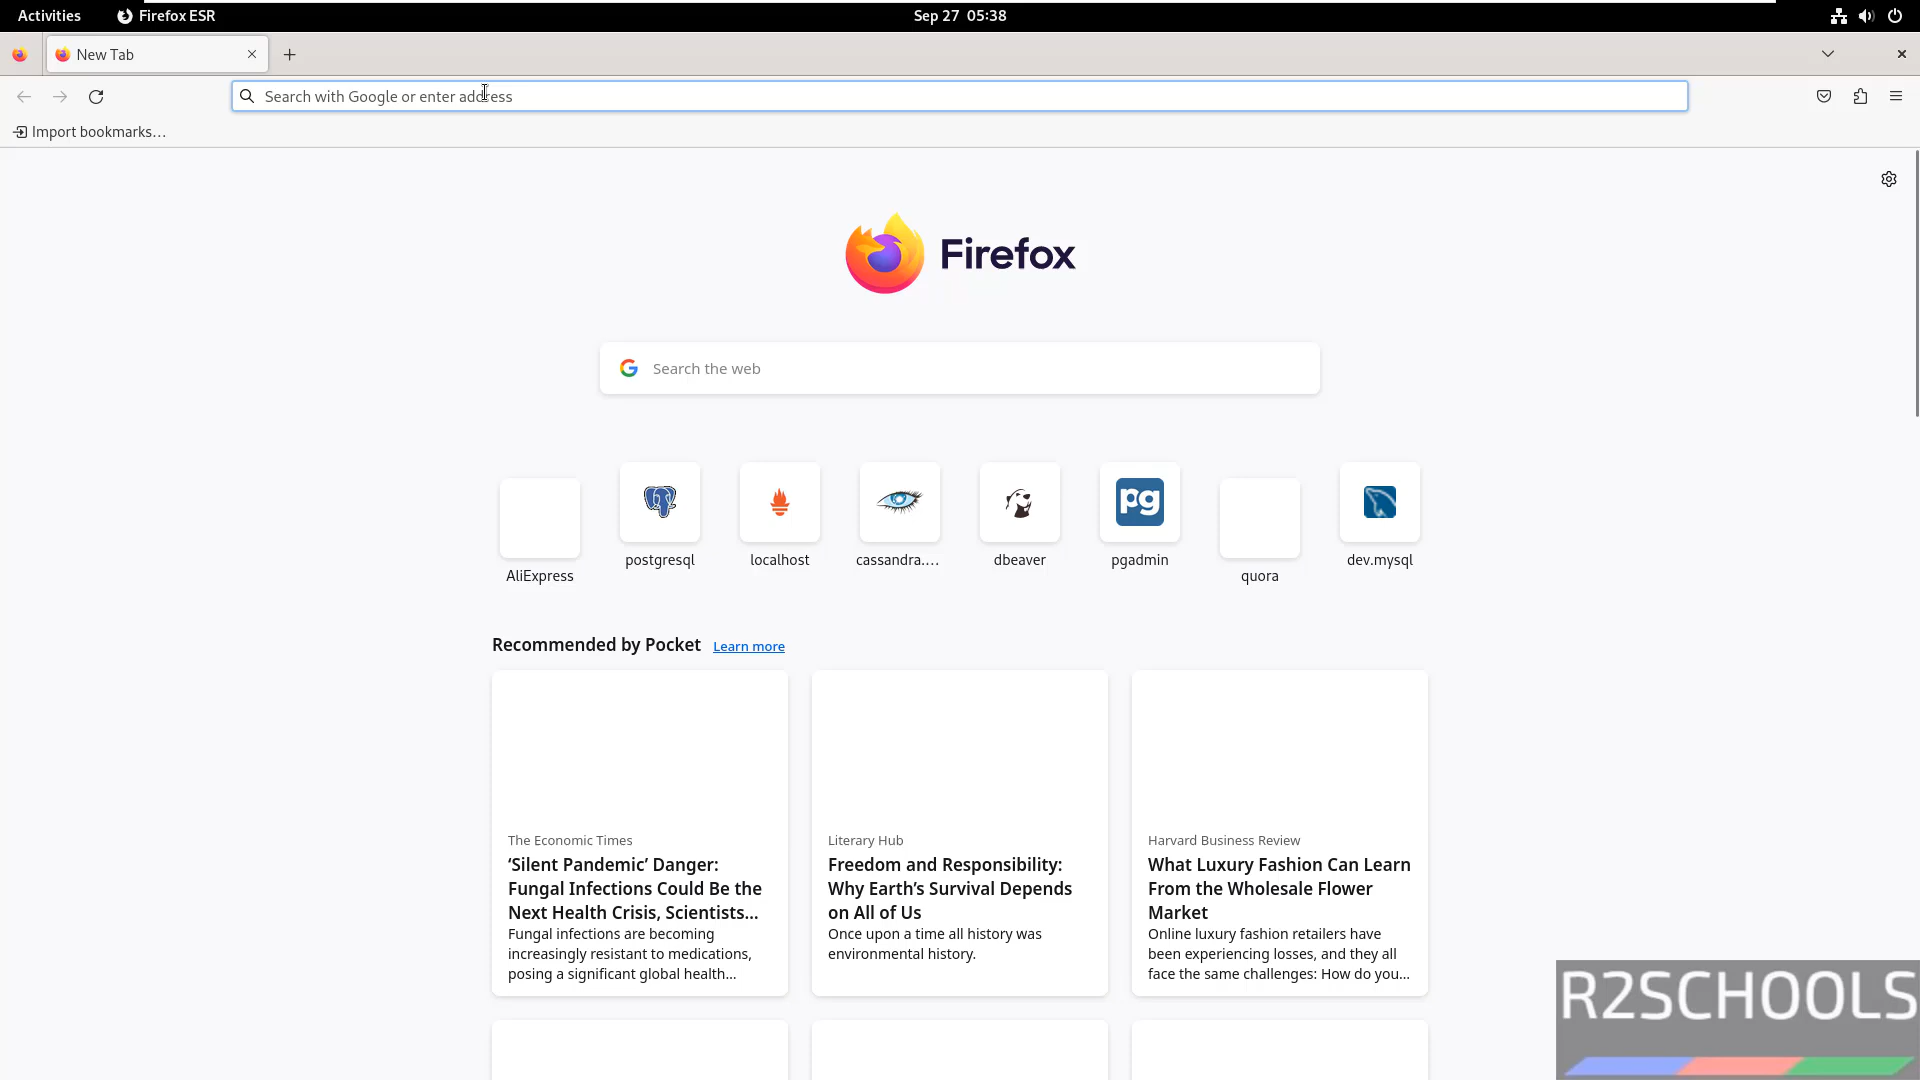 Activities
Firefox ESR
Sep 27 05:38
New Tab
Search with Google or enter address
Import bookmarks…
Firefox
Search the web
AliExpress
postgresql
localhost
cassandra.…
dbeaver
pg
pgadmin
quora
dev.mysql
Recommended by Pocket
Learn more
The Economic Times
‘Silent Pandemic’ Danger:
Fungal Infections Could Be the
Next Health Crisis, Scientists…
Fungal infections are becoming
increasingly resistant to medications,
posing a significant global health…
Literary Hub
Freedom and Responsibility:
Why Earth’s Survival Depends
on All of Us
Once upon a time all history was
environmental history.
Harvard Business Review
What Luxury Fashion Can Learn
From the Wholesale Flower
Market
Online luxury fashion retailers have
been experiencing losses, and they all
face the same challenges: How do you…
R2SCHOOLS